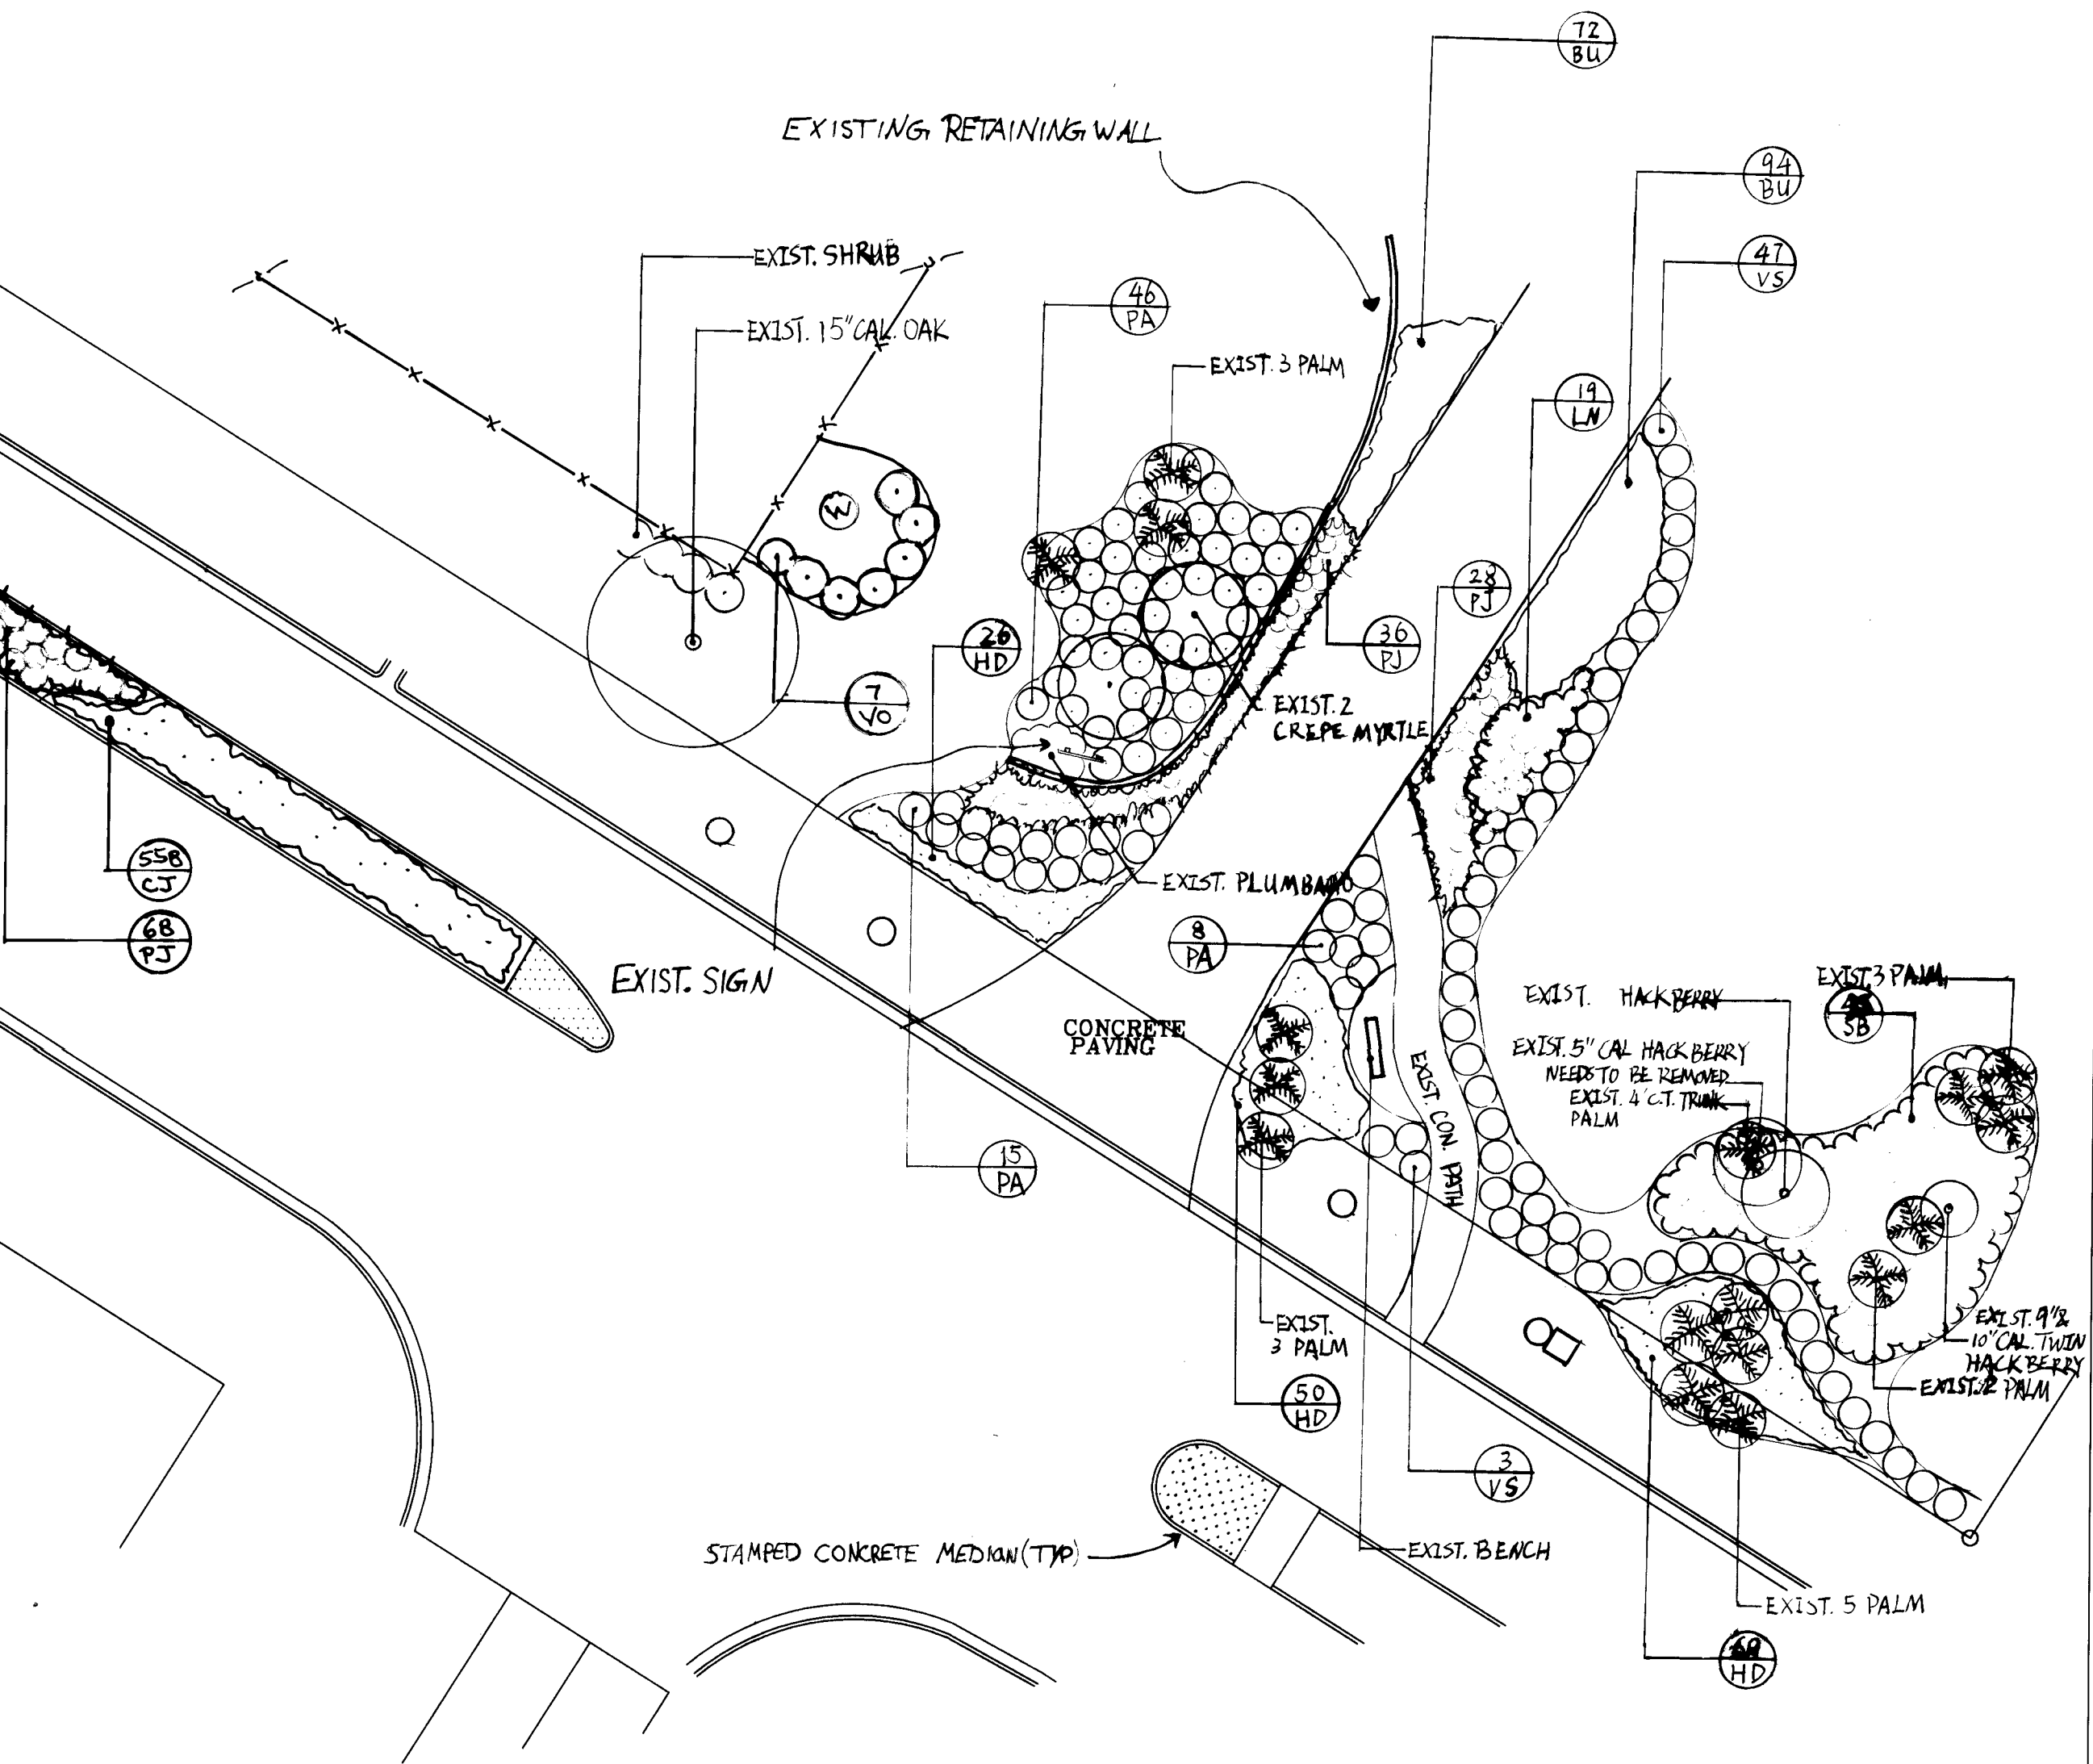 72
BU
EXISTING RETAINING WALL
94
BU
EXIST. SHRUB
47
VS
46
PA
EXIST. 15" CAL. OAK
EXIST. 3 PALM
19
LN
W
28
PJ
26
HD
36
PJ
7
VO
EXIST. 2
CREPE MYRTLE
558
CJ
EXIST. PLUMBAGO
68
PJ
8
PA
EXIST. SIGN
EXIST. 3 PALM
EXIST. HACKBERRY
SB
CONCRETE
PAVING
EXIST. 5" CAL HACKBERRY
NEEDS TO BE REMOVED
EXIST. 4' C.T. TRUNK
PALM
EXIST. CON. PATH
15
PA
EXIST.
3 PALM
EXIST. 9" &
10" CAL. TWIN
HACKBERRY
EXIST. 2 PALM
50
HD
3
VS
STAMPED CONCRETE MEDIAN (TYP)
EXIST. BENCH
EXIST. 5 PALM
HD